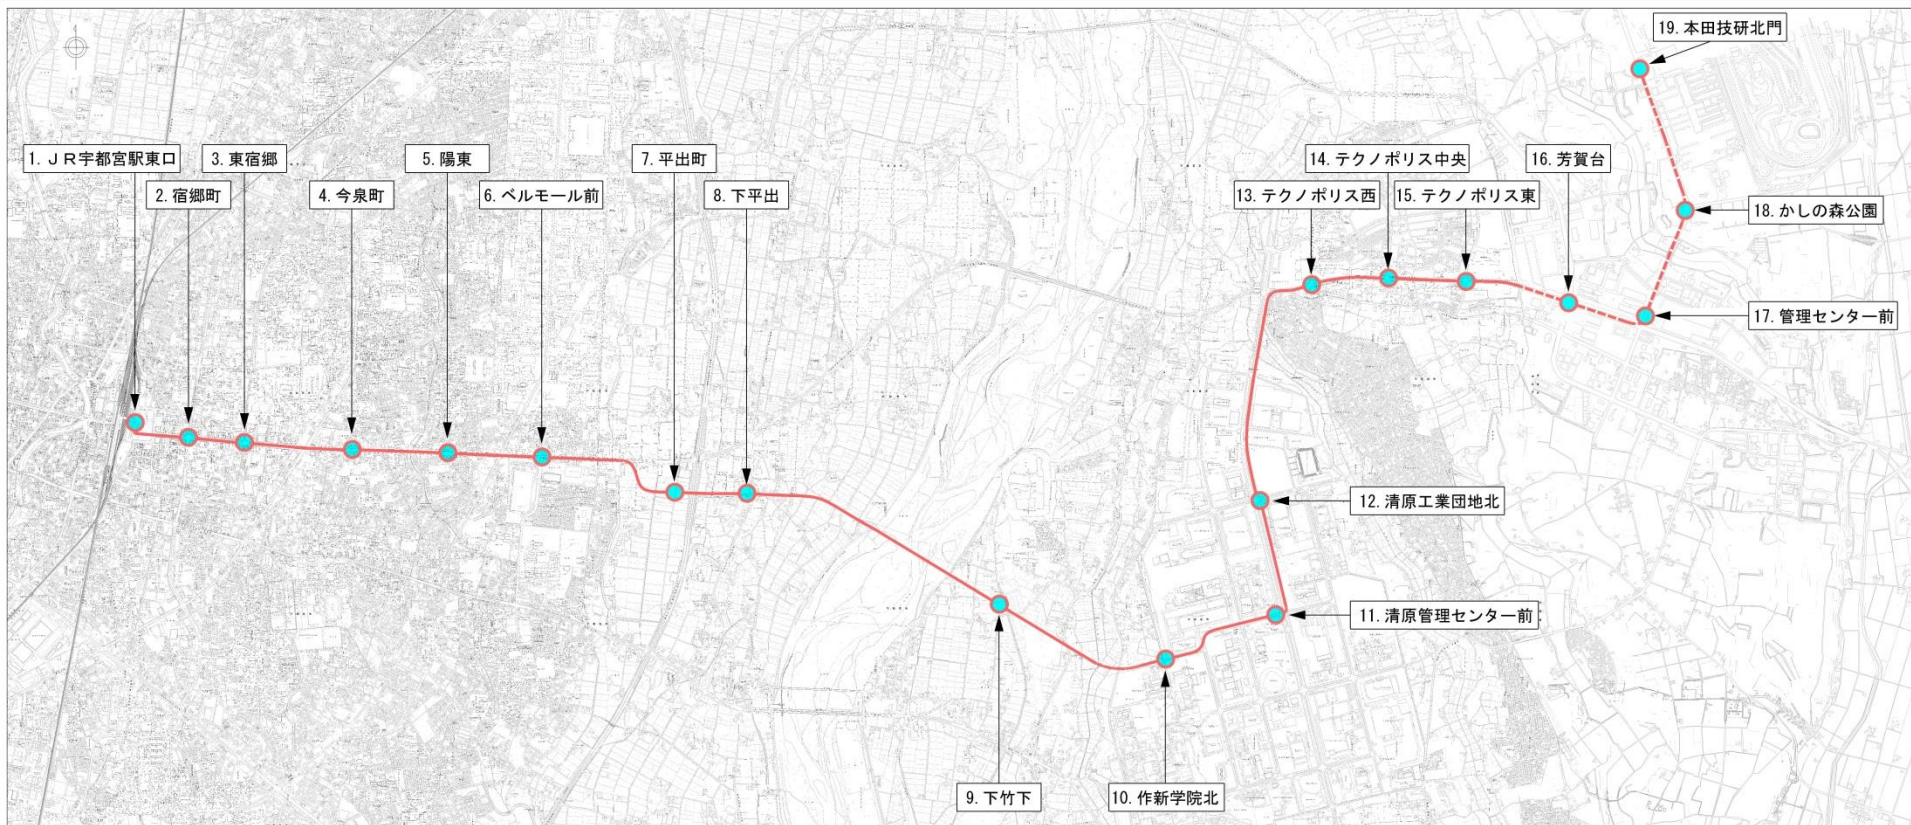 1. ＪＲ宇都宮駅東口
2. 宿郷町
3. 東宿郷
4. 今泉町
5. 陽東
6. ベルモール前
7. 平出町
8. 下平出
9. 下竹下
10. 作新学院北
11. 清原管理センター前
12. 清原工業団地北
13. テクノポリス西
14. テクノポリス中央
15. テクノポリス東
16. 芳賀台
17. 管理センター前
18. かしの森公園
19. 本田技研北門